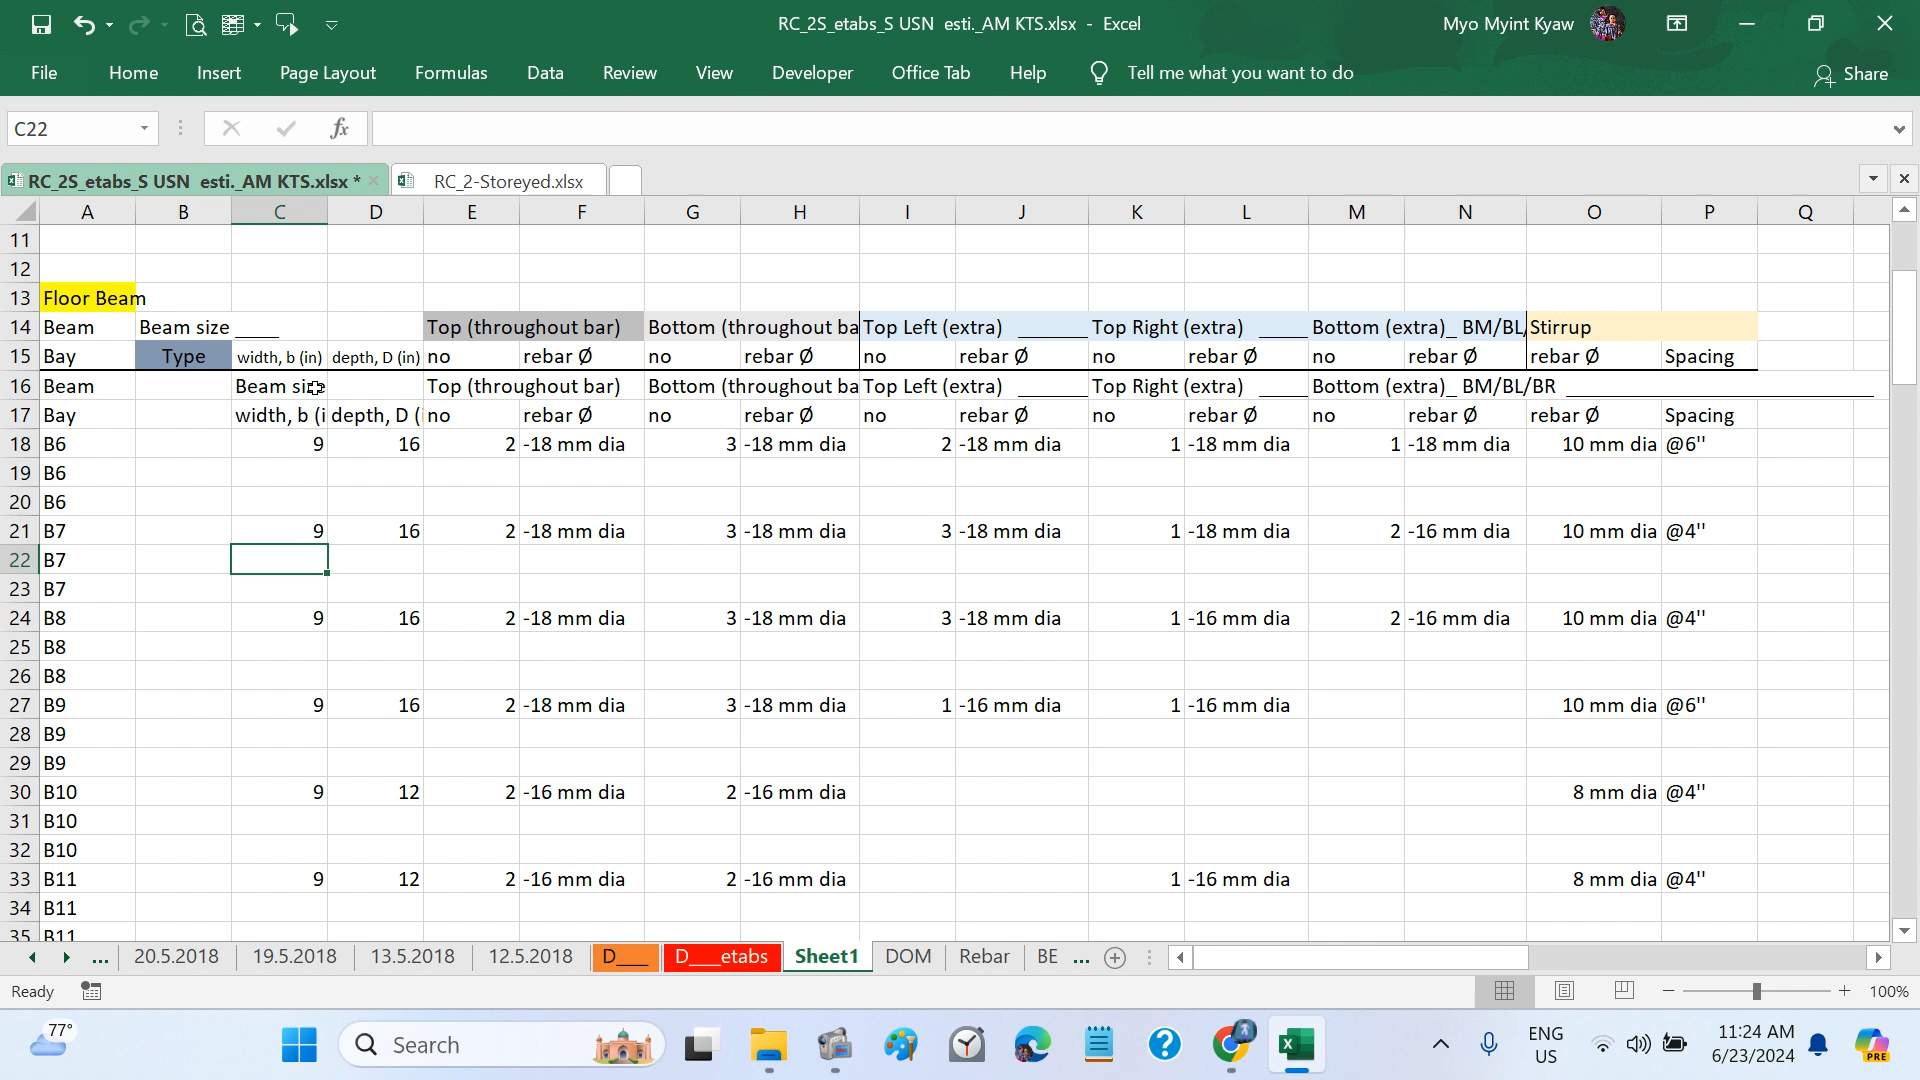 RC_2S_etabs_S USN esti._AM KTS.xlsx - Excel
Myo Myint Kyaw
File Home Insert Page Layout Formulas Data Review View Developer Office Tab Help Tell me what you want to do Share
C22 fx
RC_2S_etabs_S USN esti._AM KTS.xlsx * RC_2-Storeyed.xlsx
A B C D E F G H I J K L M N O P Q
11
12
13 Floor Beam
14 Beam Beam size ____ Top (throughout bar) Bottom (throughout ba Top Left (extra) ______ Top Right (extra) ____ Bottom (extra)_ BM/BL/ Stirrup
15 Bay Type width, b (in) depth, D (in) no rebar Ø no rebar Ø no rebar Ø no rebar Ø no rebar Ø rebar Ø Spacing
16 Beam Beam size Top (throughout bar) Bottom (throughout ba Top Left (extra) ______ Top Right (extra) ____ Bottom (extra)_ BM/BL/BR ____________________________
17 Bay width, b (i depth, D (i no rebar Ø no rebar Ø no rebar Ø no rebar Ø no rebar Ø rebar Ø Spacing
18 B6 9 16 2 -18 mm dia 3 -18 mm dia 2 -18 mm dia 1 -18 mm dia 1 -18 mm dia 10 mm dia @6''
19 B6
20 B6
21 B7 9 16 2 -18 mm dia 3 -18 mm dia 3 -18 mm dia 1 -18 mm dia 2 -16 mm dia 10 mm dia @4''
22 B7
23 B7
24 B8 9 16 2 -18 mm dia 3 -18 mm dia 3 -18 mm dia 1 -16 mm dia 2 -16 mm dia 10 mm dia @4''
25 B8
26 B8
27 B9 9 16 2 -18 mm dia 3 -18 mm dia 1 -16 mm dia 1 -16 mm dia 10 mm dia @6''
28 B9
29 B9
30 B10 9 12 2 -16 mm dia 2 -16 mm dia 8 mm dia @4''
31 B10
32 B10
33 B11 9 12 2 -16 mm dia 2 -16 mm dia 1 -16 mm dia 8 mm dia @4''
34 B11
35 B11
... 20.5.2018 19.5.2018 13.5.2018 12.5.2018 D___ D___etabs Sheet1 DOM Rebar BE ...
Ready 100%
77° Search ENG 11:24 AM
US 6/23/2024 PRE